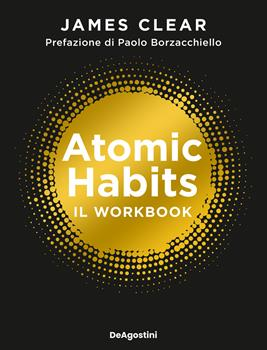 JAMES CLEAR
Prefazione di Paolo Borzacchiello
Atomic
Habits
IL WORKBOOK
DeAgostini